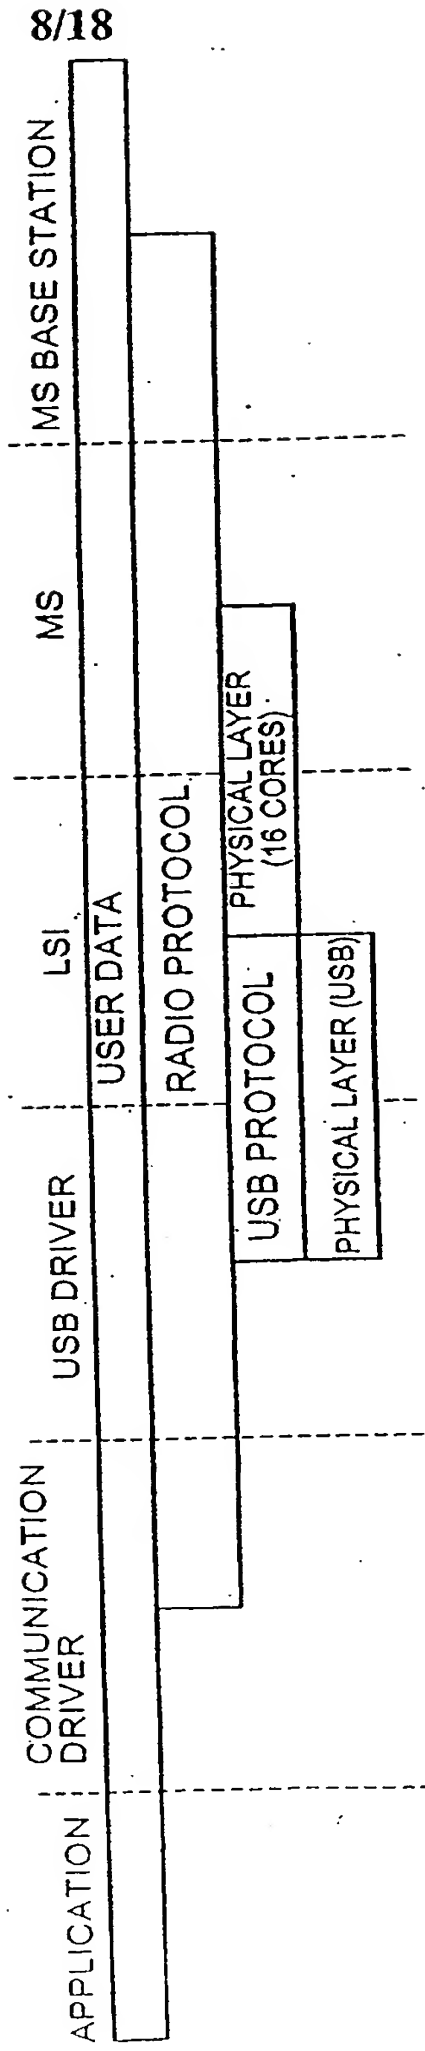 8/18
APPLICATION
COMMUNICATION
DRIVER
USB DRIVER
LSI
MS
MS BASE STATION
USER DATA
RADIO PROTOCOL
USB PROTOCOL
PHYSICAL LAYER
(16 CORES)
PHYSICAL LAYER (USB)